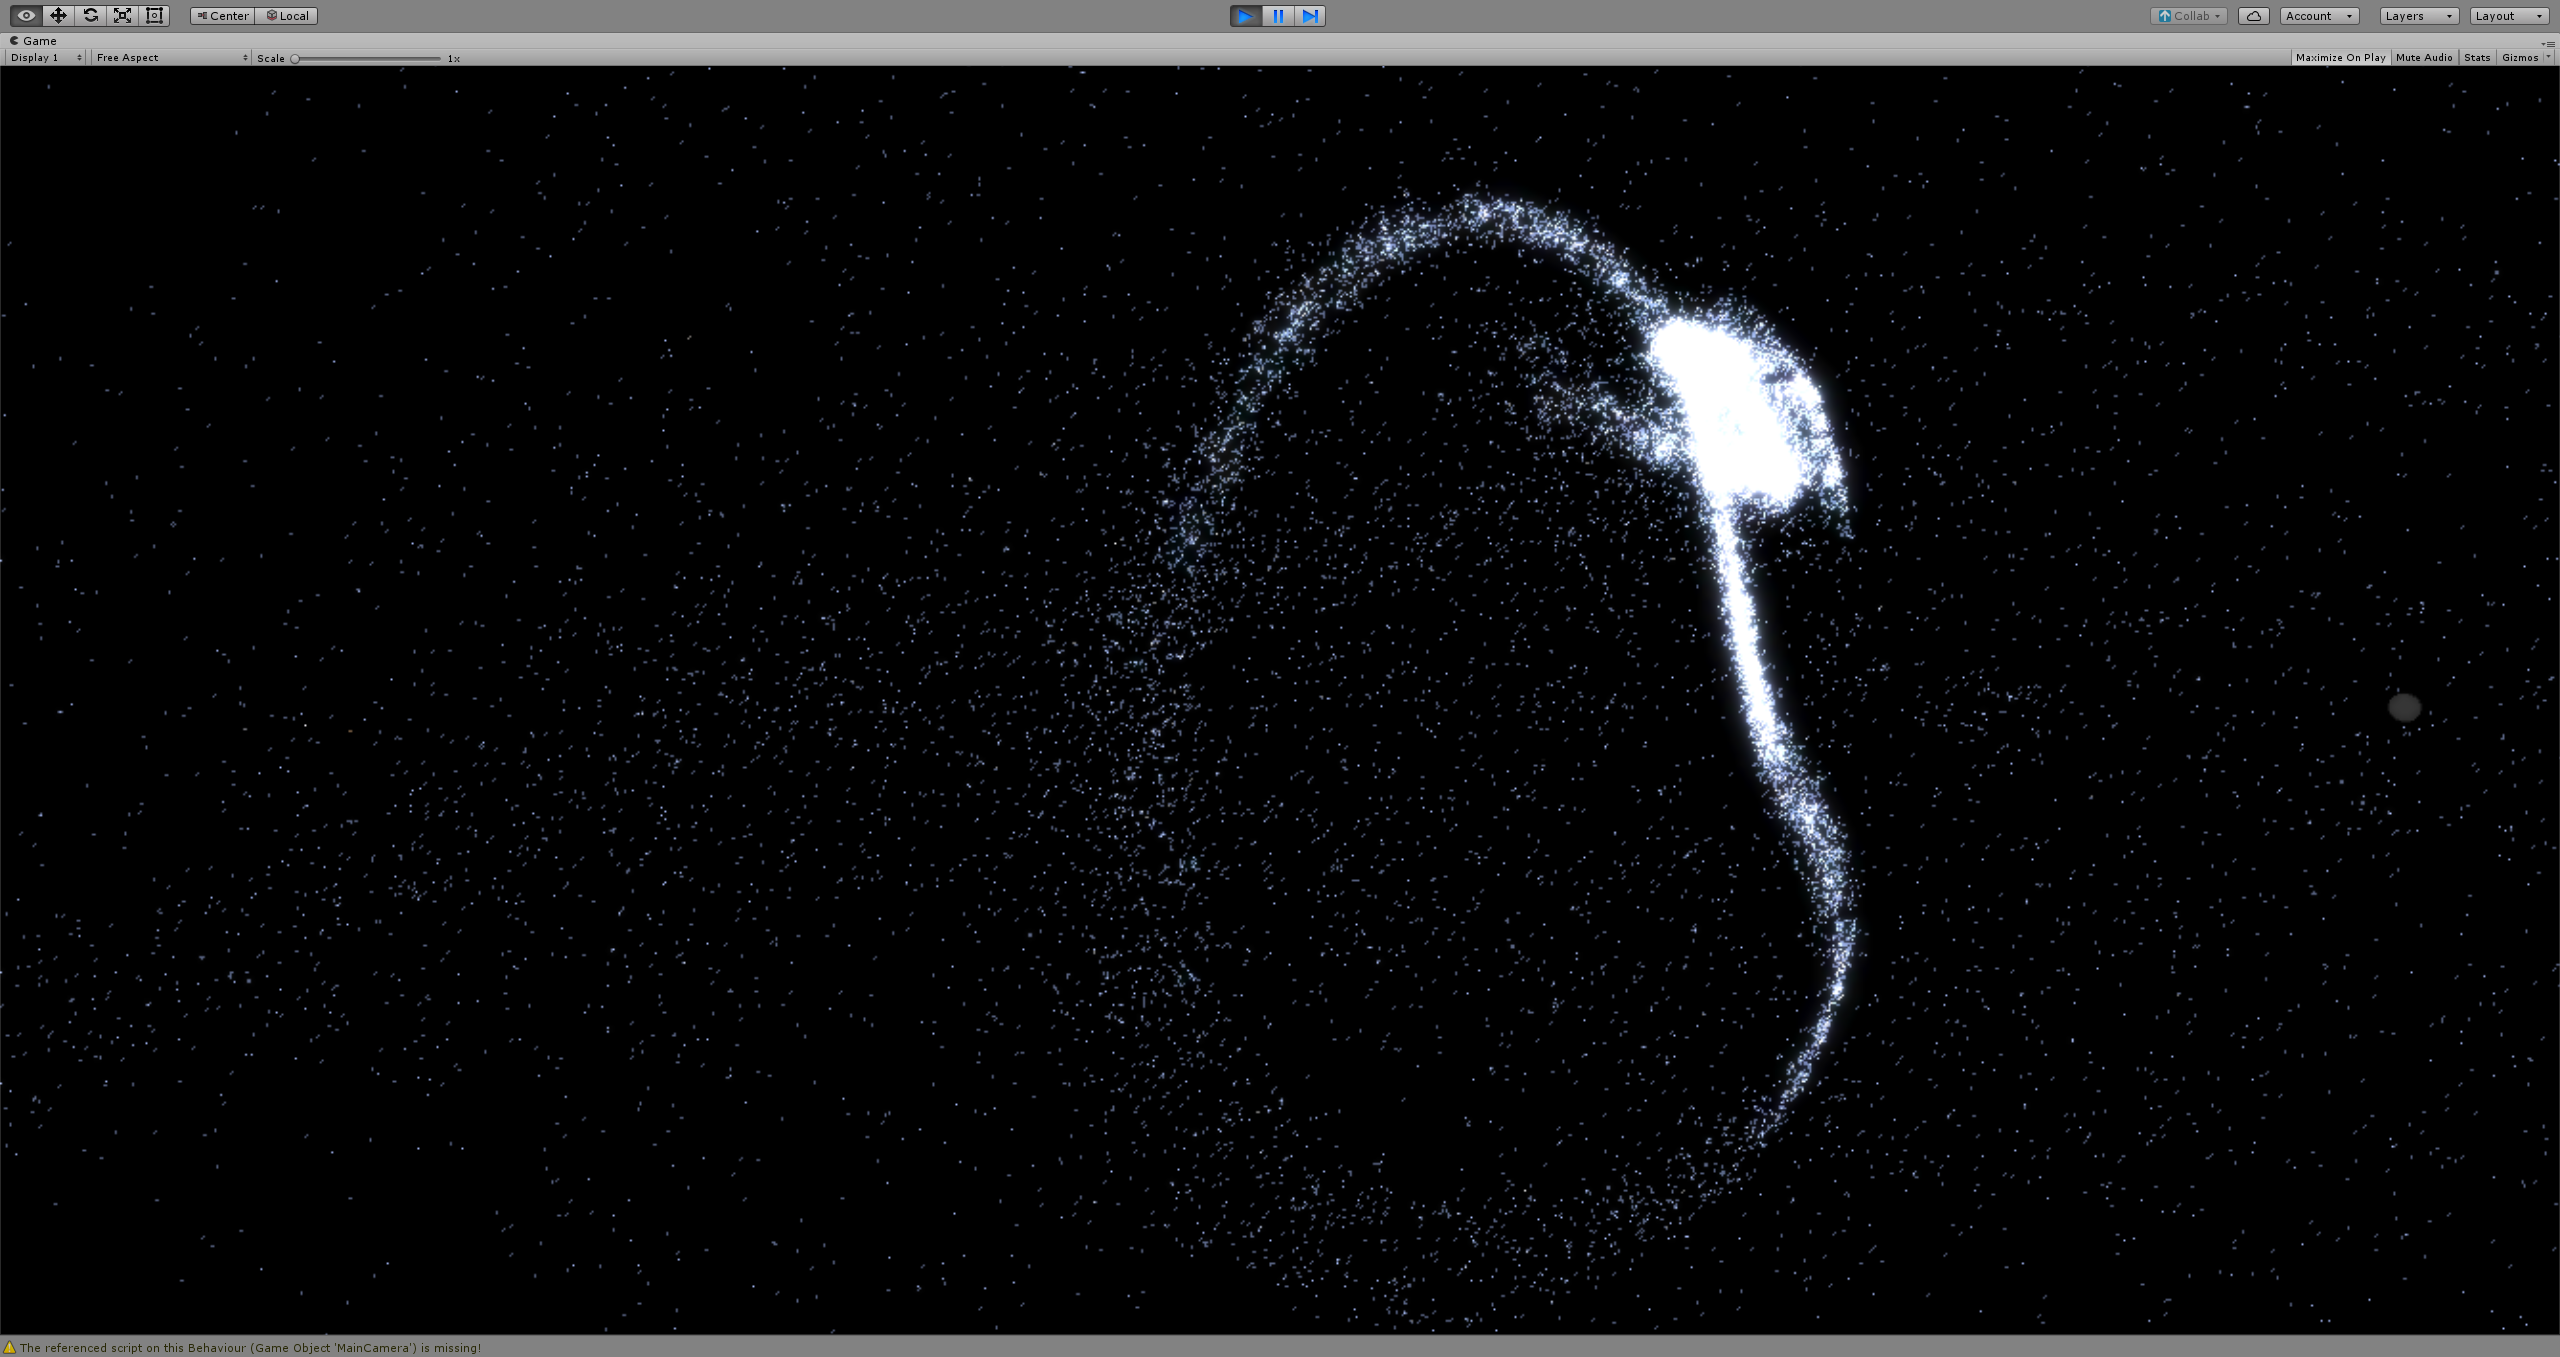 Center Local Collab Account Layers Layout
Game
Display 1 Free Aspect Scale 1x Maximize On Play Mute Audio Stats Gizmos
The referenced script on this Behaviour (Game Object 'MainCamera') is missing!